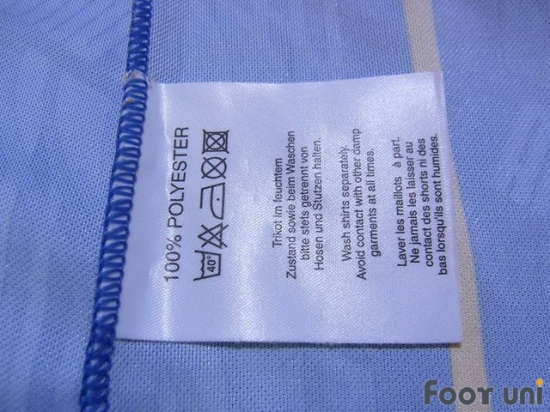 100% POLYESTER
40°
Trikot im feuchtem
Zustand sowie beim Waschen
bitte stets getrennt von
Hosen und Stutzen halten.
Wash shirts separately.
Avoid contact with other damp
garments at all times.
Laver les maillots à part.
Ne jamais les laisser au
contact des shorts ni des
bas lorsqu'ils sont humides.
FOOT UNI